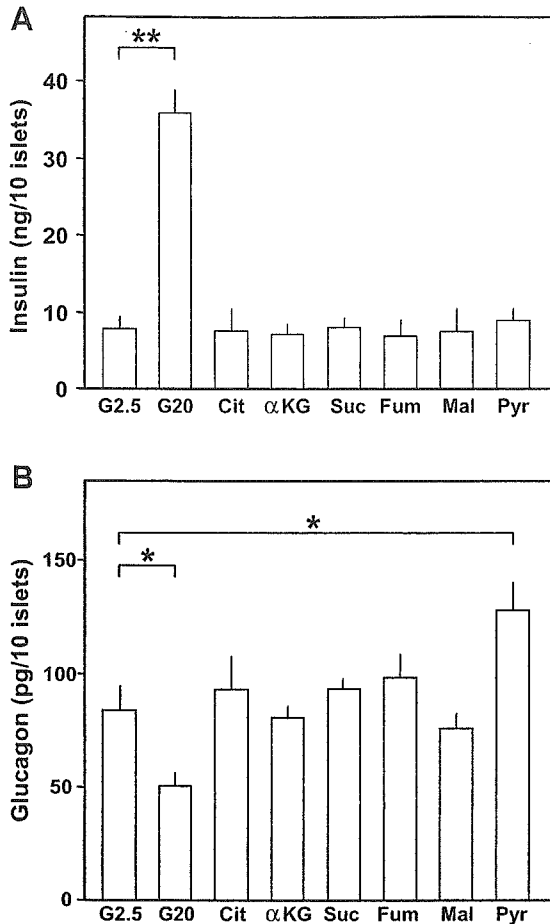 A
**
Insulin (ng/10 islets)
40
30
20
10
0
G2.5 G20 Cit αKG Suc Fum Mal Pyr
B
*
*
Glucagon (pg/10 islets)
150
100
50
0
G2.5 G20 Cit αKG Suc Fum Mal Pyr